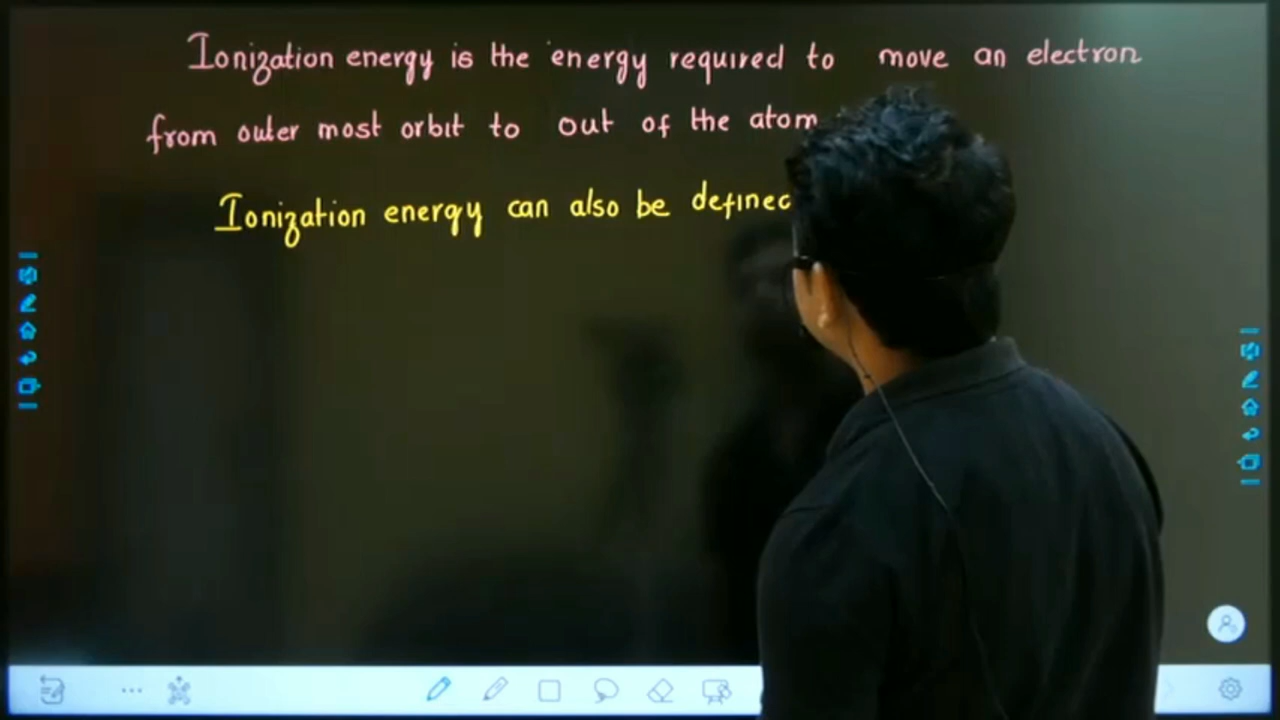 Ionization energy is the energy required to move an electron
from outer most orbit to out of the atom
Ionization energy can also be